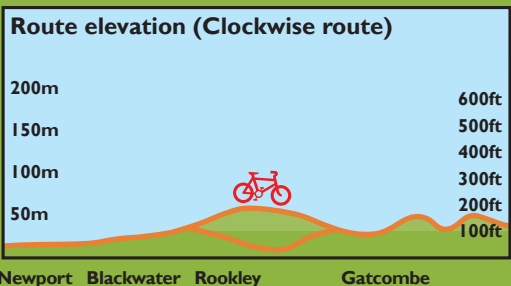 Route elevation (Clockwise route)
200m
150m
100m
50m
600ft
500ft
400ft
300ft
200ft
100ft
Newport Blackwater Rookley Gatcombe